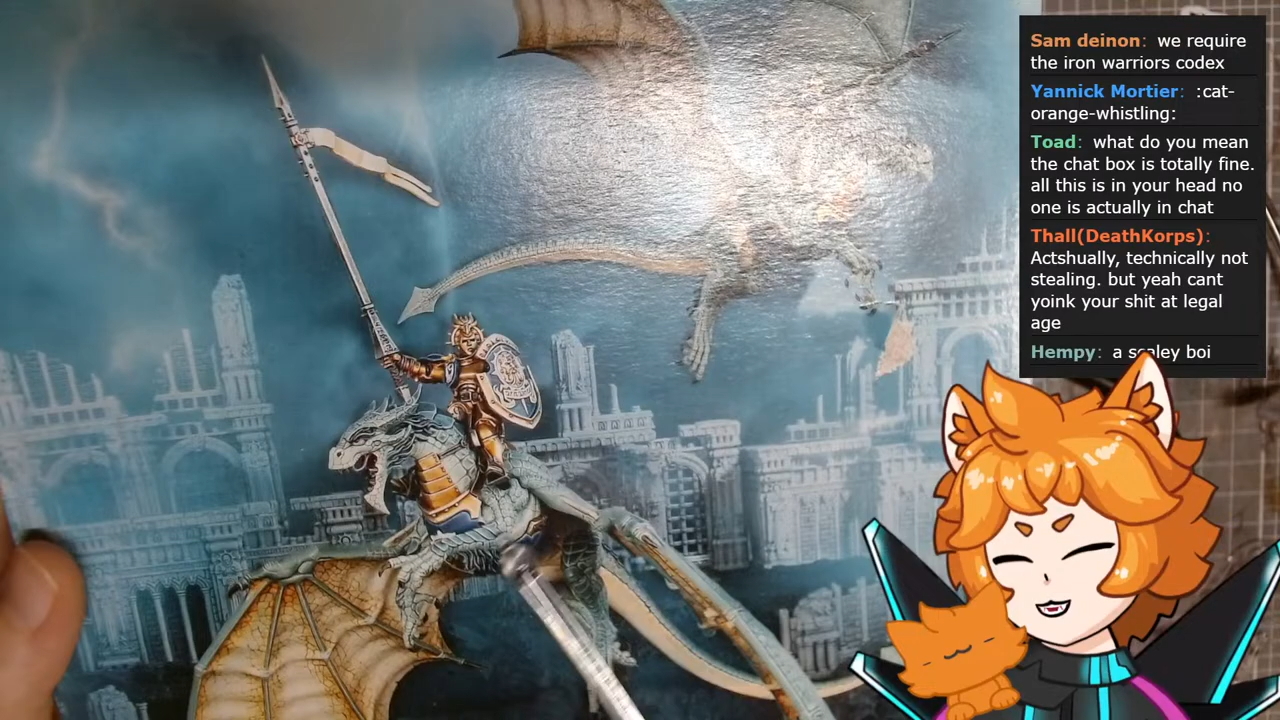 Sam deinon: we require
the iron warriors codex
Yannick Mortier: :cat-
orange-whistling:
Toad: what do you mean
the chat box is totally fine.
all this is in your head no
one is actually in chat
Thall(DeathKorps):
Actshually, technically not
stealing. but yeah cant
yoink your shit at legal
age
Hempy: a scaley boi